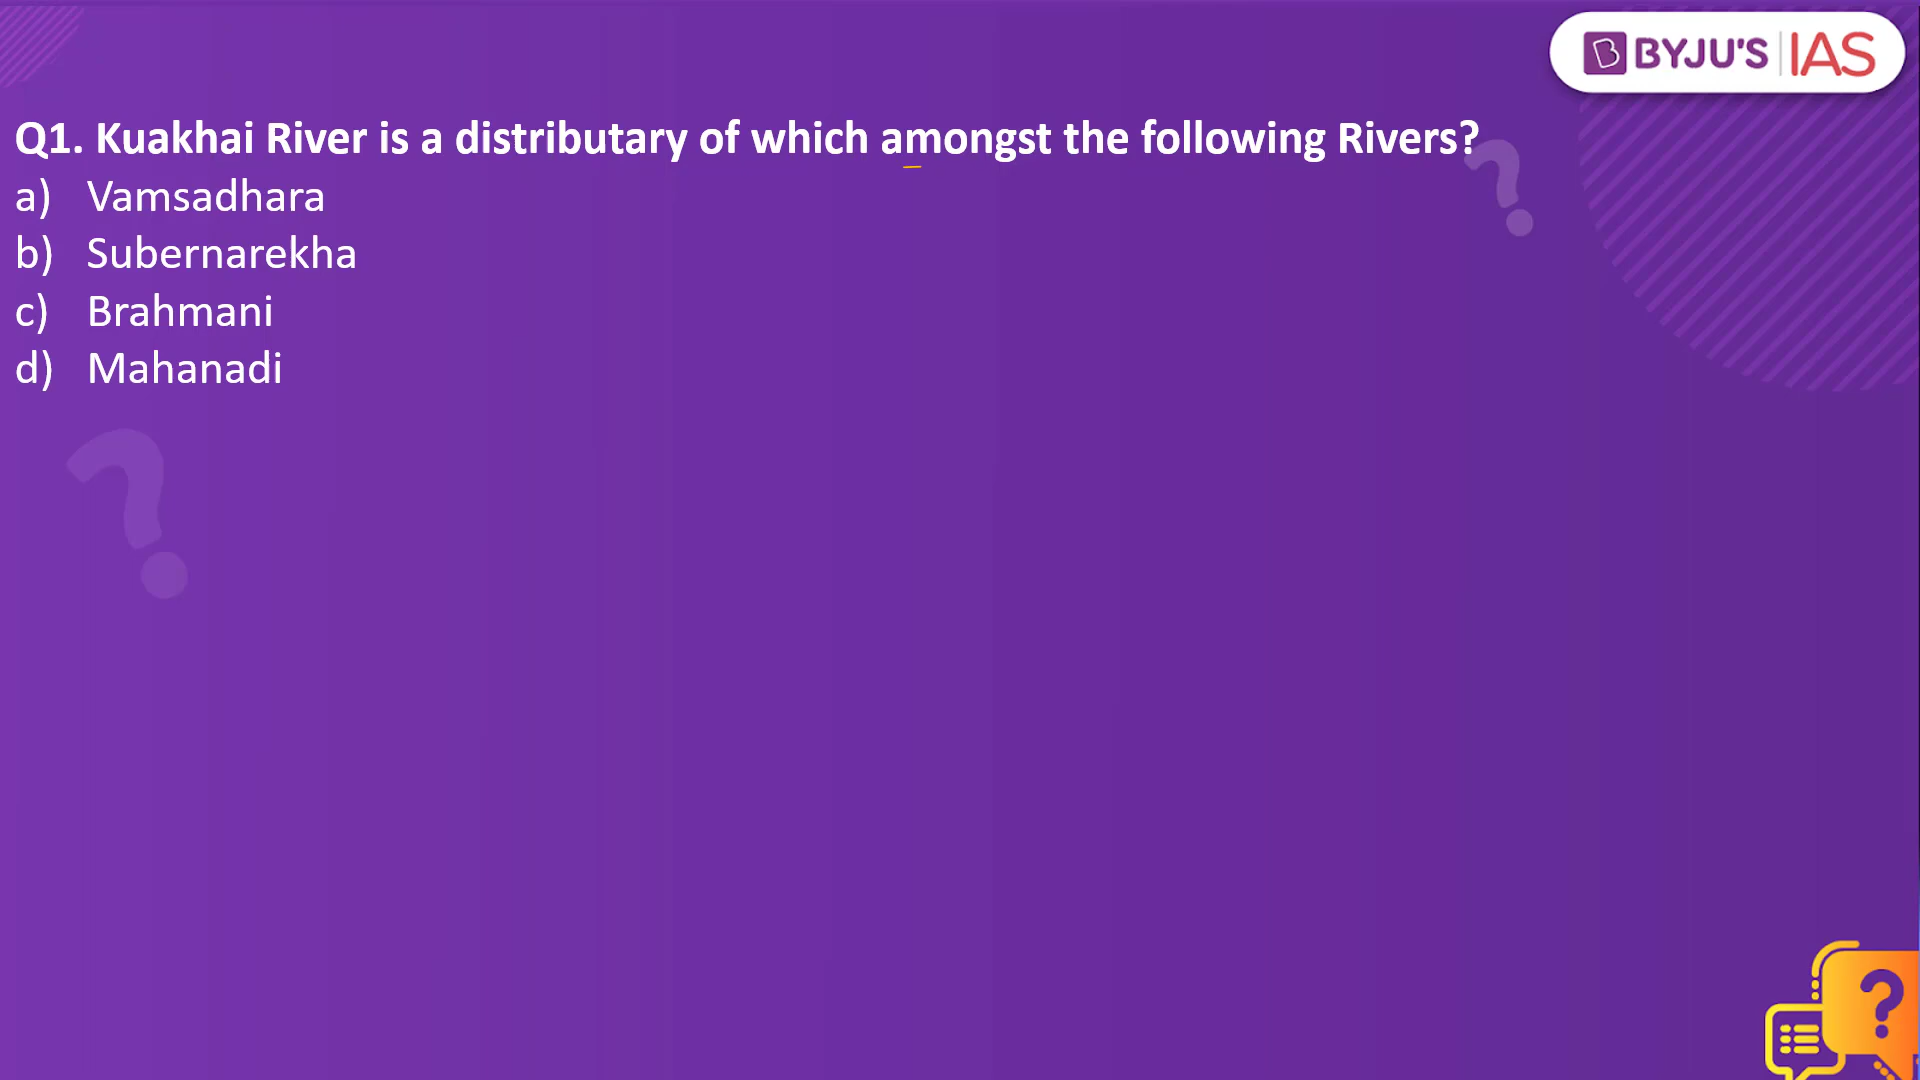 BYJU'S IAS
Q1. Kuakhai River is a distributary of which amongst the following Rivers?
a) Vamsadhara
b) Subernarekha
c) Brahmani
d) Mahanadi